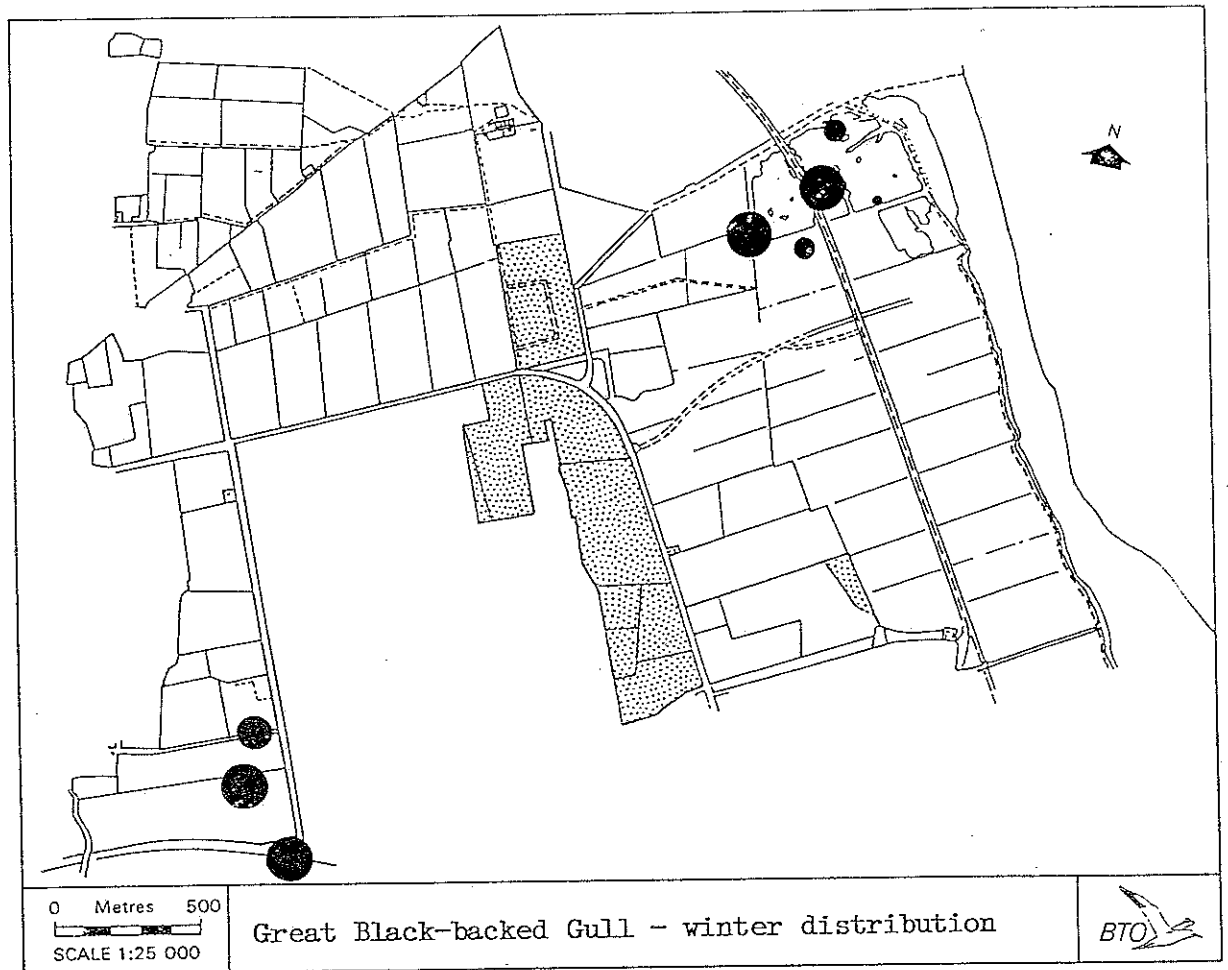 N
0 Metres 500
SCALE 1:25 000
Great Black-backed Gull - winter distribution
BTO